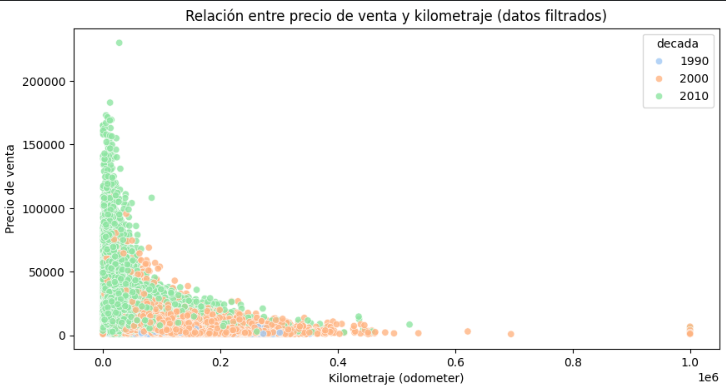 Relación entre precio de venta y kilometraje (datos filtrados)
decada
1990
2000
2010
Precio de venta
200000
150000
100000
50000
0
0.0 0.2 0.4 0.6 0.8 1.0
1e6
Kilometraje (odometer)